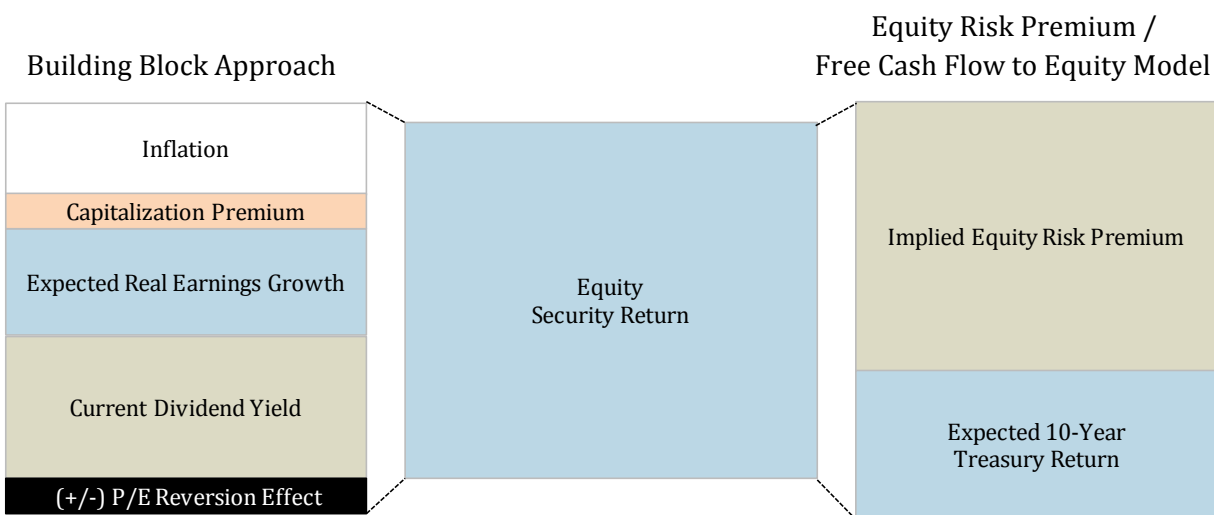 Equity Risk Premium /
Building Block Approach
Free Cash Flow to Equity Model
Inflation
Capitalization Premium
Expected Real Earnings Growth
Current Dividend Yield
(+/-) P/E Reversion Effect
Equity
Security Return
Implied Equity Risk Premium
Expected 10-Year
Treasury Return